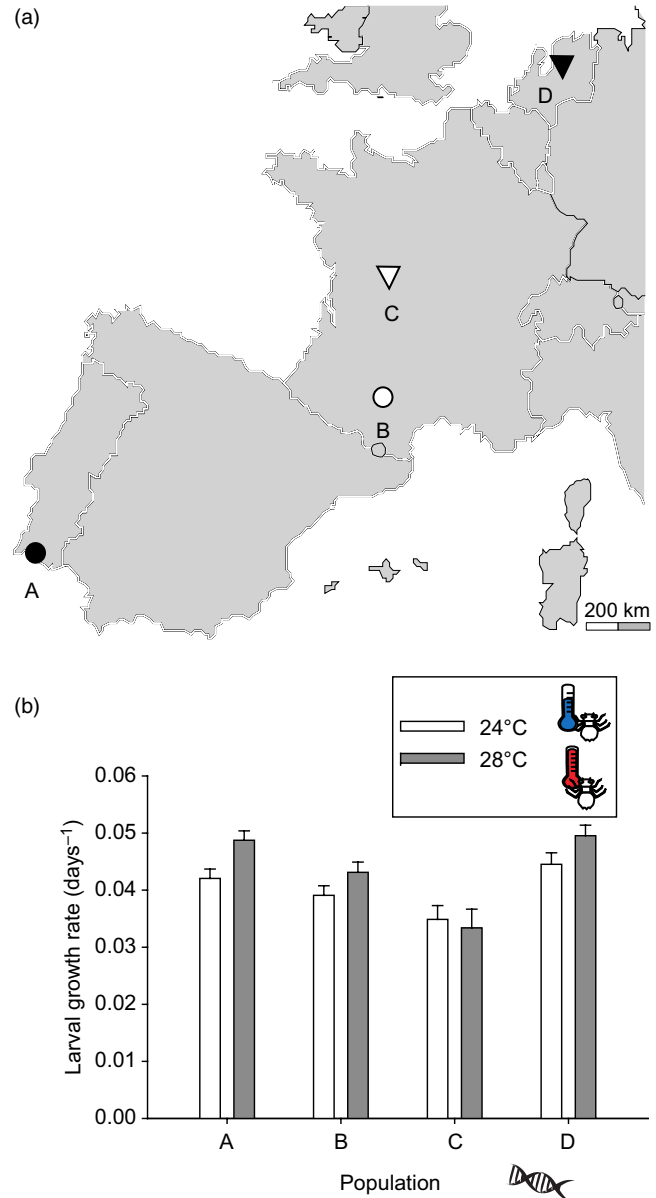 (a)
D
C
B
A
200 km
(b)
24°C
28°C
0.06
0.05
0.04
0.03
0.02
0.01
0.00
Larval growth rate (days⁻¹)
A B C D
Population